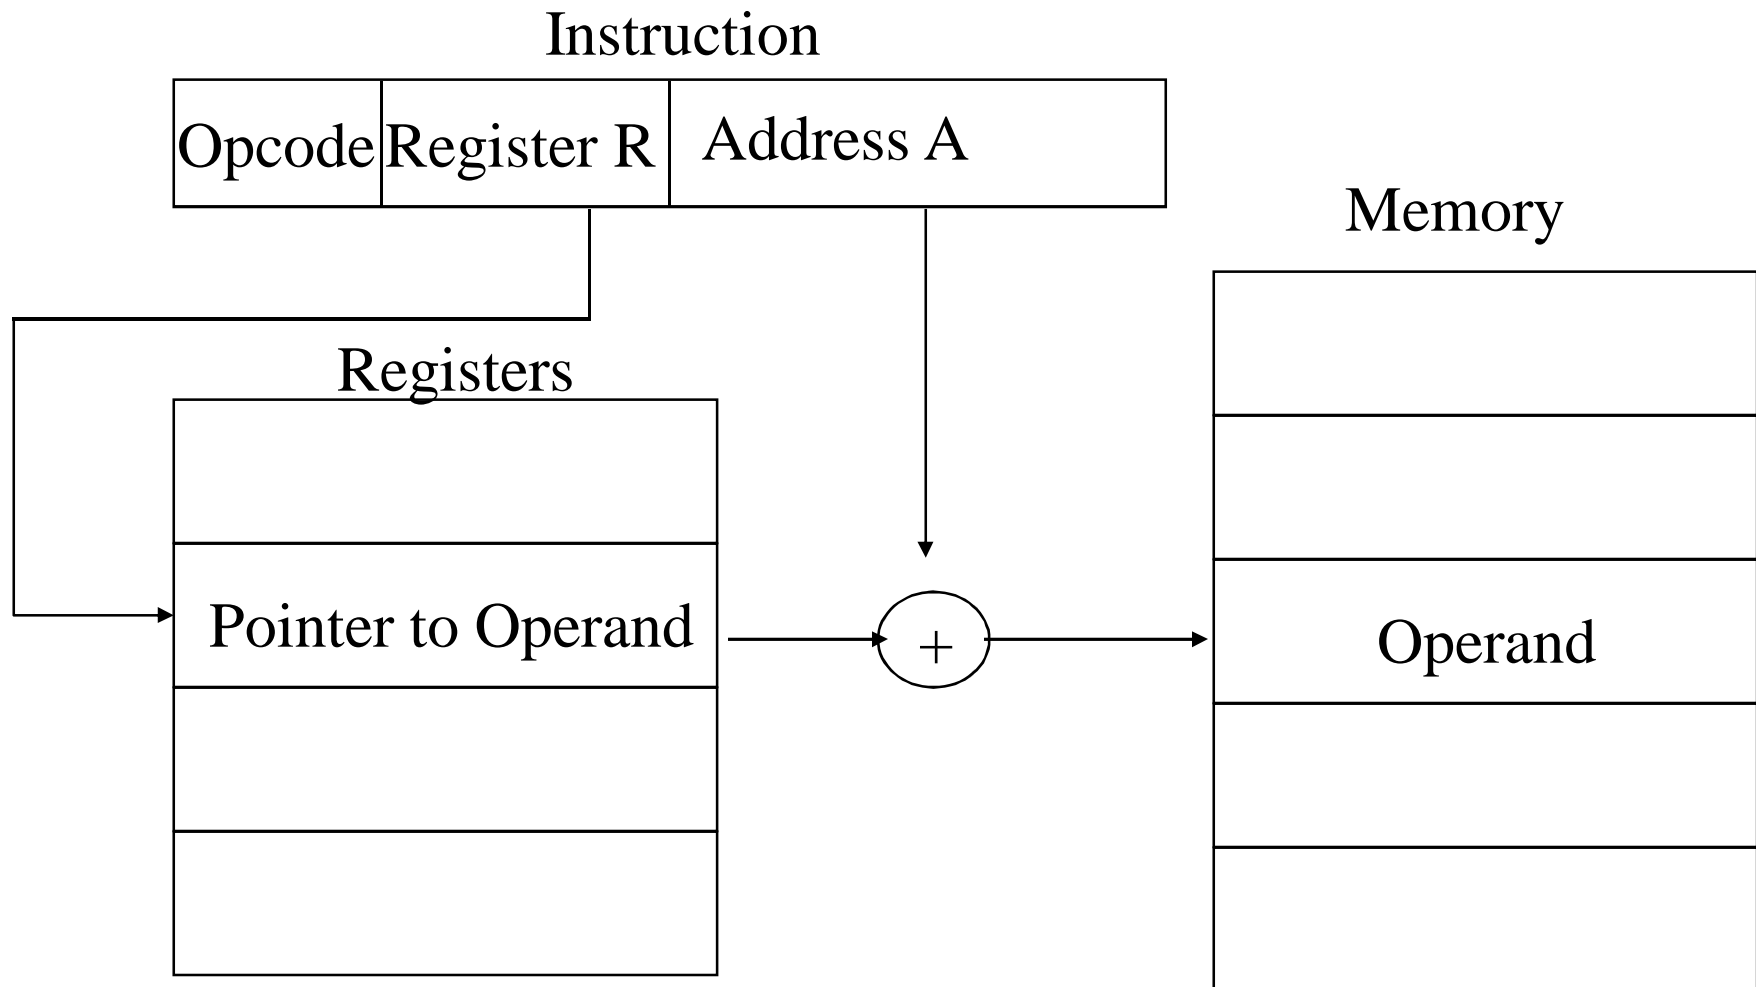 Instruction
Opcode Register R Address A
Memory
Registers
Pointer to Operand
+
Operand